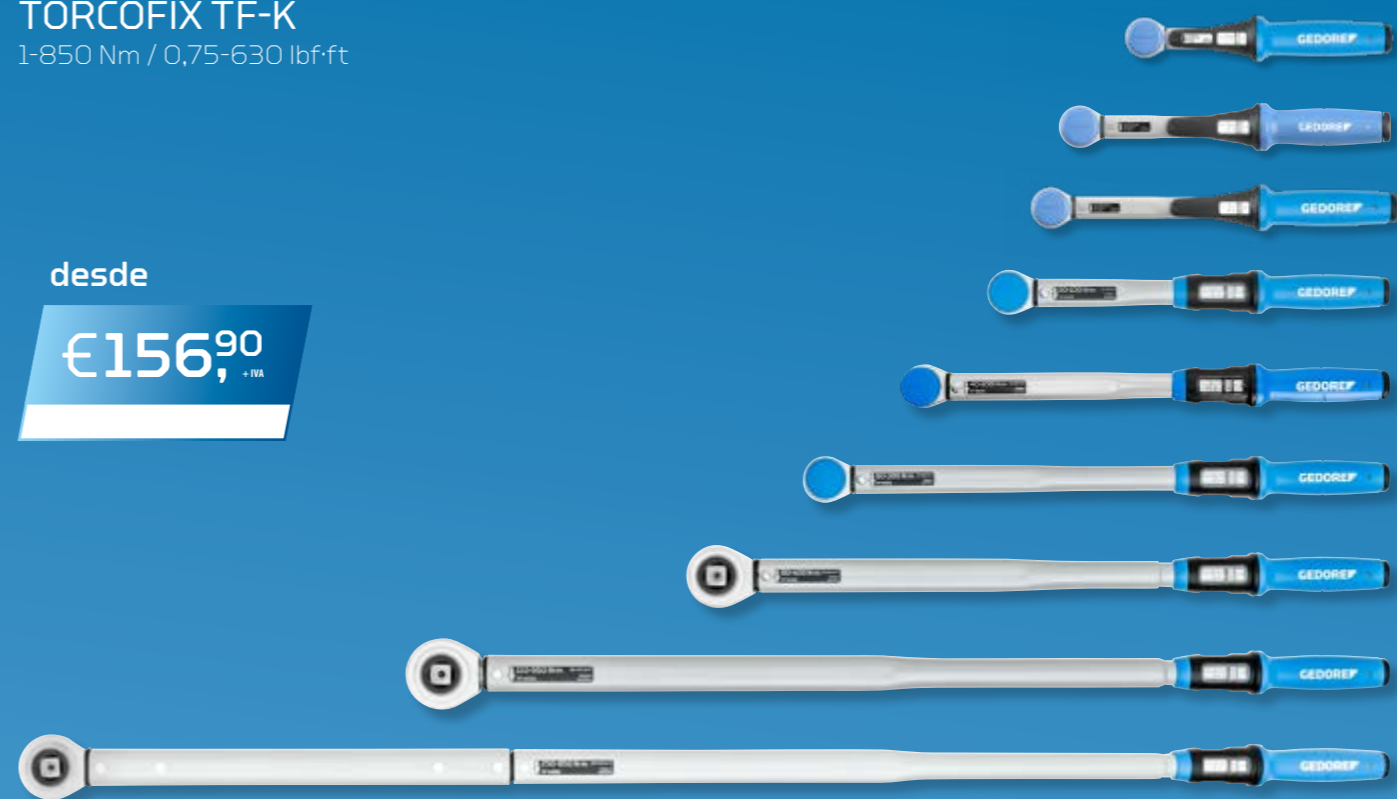 TORCOFIX TF-K
1-850 Nm / 0,75-630 lbf·ft
desde
€156,90
+ IVA
GEDORE
GEDORE
GEDORE
GEDORE
GEDORE
GEDORE
GEDORE
GEDORE
GEDORE